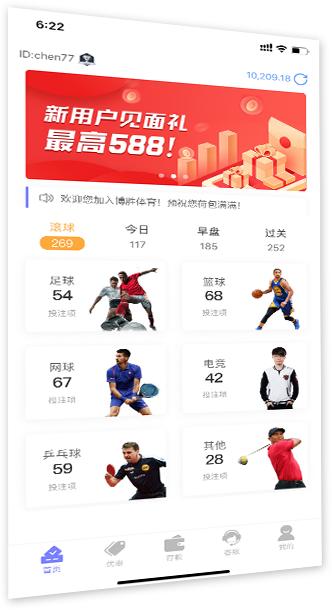 6:22
ID:chen77
10,209.18
新用户见面礼
最高588!
欢迎您加入博胜体育！预祝您荷包满满！
滚球 今日 早盘 过关
269 117 185 252
足球 篮球
54 68
投注项 投注项
网球 电竞
67 42
投注项 投注项
乒乓球 其他
59 28
投注项 投注项
首页 优惠 存款 客服 我的